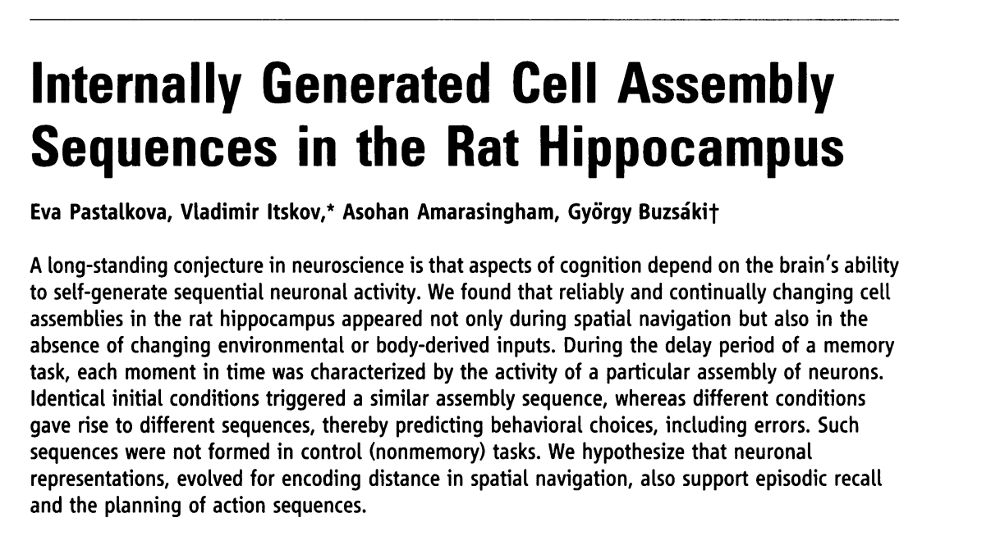 Internally Generated Cell Assembly
Sequences in the Rat Hippocampus
Eva Pastalkova, Vladimir Itskov,* Asohan Amarasingham, György Buzsáki†
A long-standing conjecture in neuroscience is that aspects of cognition depend on the brain's ability
to self-generate sequential neuronal activity. We found that reliably and continually changing cell
assemblies in the rat hippocampus appeared not only during spatial navigation but also in the
absence of changing environmental or body-derived inputs. During the delay period of a memory
task, each moment in time was characterized by the activity of a particular assembly of neurons.
Identical initial conditions triggered a similar assembly sequence, whereas different conditions
gave rise to different sequences, thereby predicting behavioral choices, including errors. Such
sequences were not formed in control (nonmemory) tasks. We hypothesize that neuronal
representations, evolved for encoding distance in spatial navigation, also support episodic recall
and the planning of action sequences.